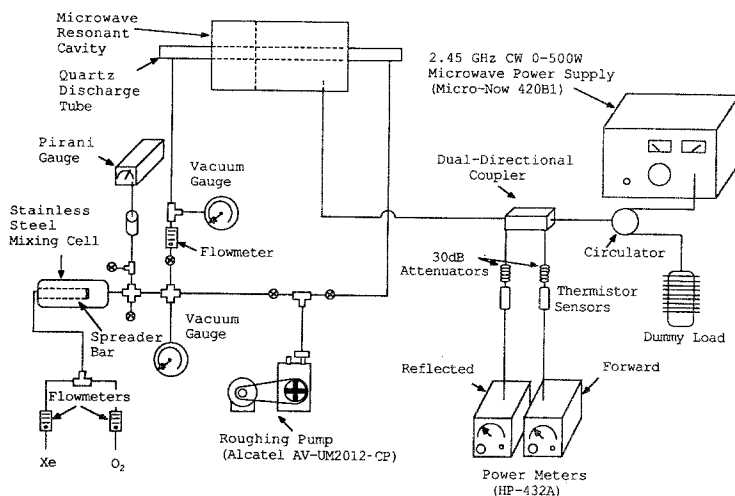 Microwave
Resonant
Cavity
Quartz
Discharge
Tube
2.45 GHz CW 0-500W
Microwave Power Supply
(Micro-Now 420B1)
Pirani
Gauge
Vacuum
Gauge
Dual-Directional
Coupler
Stainless
Steel
Mixing Cell
Flowmeter
Circulator
30dB
Attenuators
Thermistor
Sensors
Spreader
Bar
Vacuum
Gauge
Dummy Load
Reflected
Forward
Flowmeters
Roughing Pump
(Alcatel AV-UM2012-CP)
Xe
O₂
Power Meters
(HP-432A)